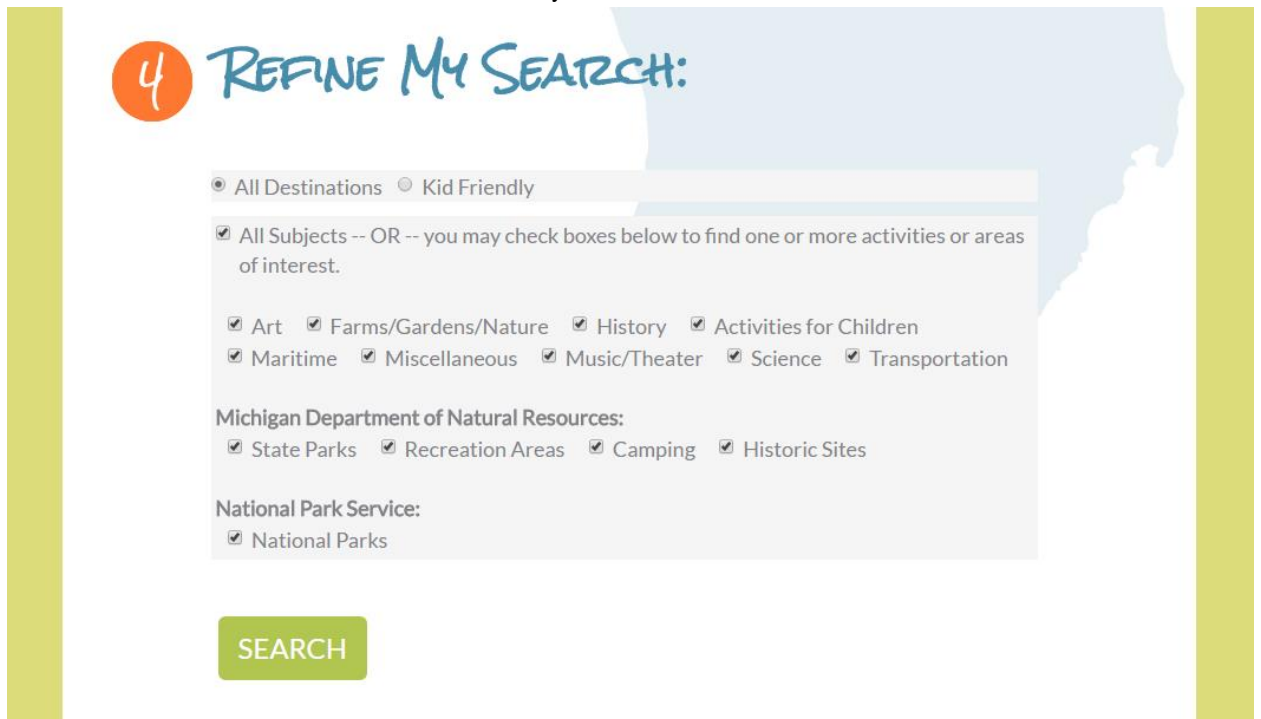 4 REFINE MY SEARCH:
All Destinations Kid Friendly
All Subjects -- OR -- you may check boxes below to find one or more activities or areas
of interest.
Art Farms/Gardens/Nature History Activities for Children
Maritime Miscellaneous Music/Theater Science Transportation
Michigan Department of Natural Resources:
State Parks Recreation Areas Camping Historic Sites
National Park Service:
National Parks
SEARCH